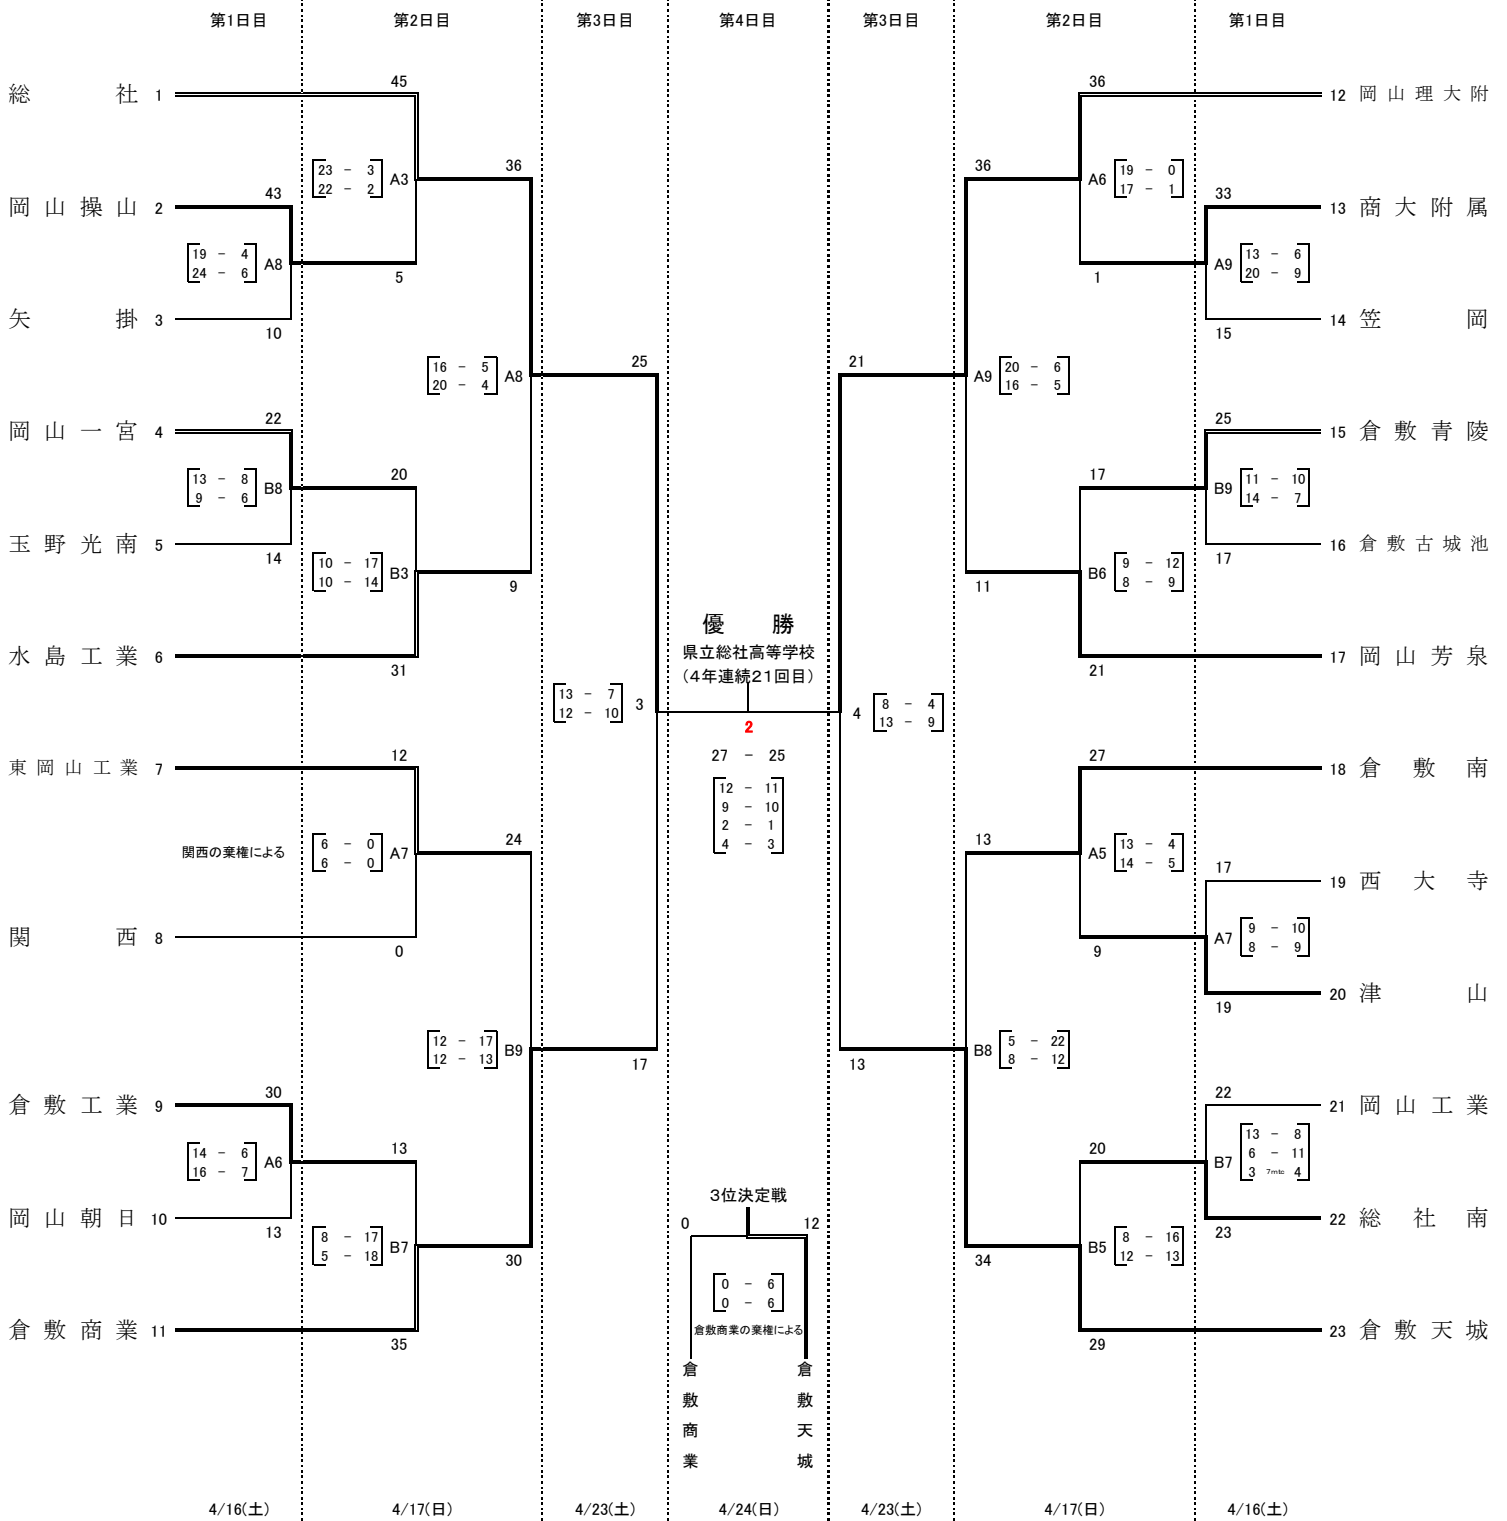 第1日目 第2日目 第3日目 第4日目 第3日目 第2日目 第1日目
45 36
総社 1 12 岡山理大附
36 36
23 - 3 A3 A6 19 - 0
22 - 2 17 - 1
43 33
岡山操山 2 13 商大附属
19 - 4 A8 A9 13 - 6
24 - 6 20 - 9
5 1
矢掛 3 14 笠岡
10 15
25 21
16 - 5 A8 A9 20 - 6
20 - 4 16 - 5
22 25
岡山一宮 4 15 倉敷青陵
20 17
13 - 8 B8 B9 11 - 10
9 - 6 14 - 7
玉野光南 5 16 倉敷古城池
14 17
10 - 17 B3 B6 9 - 12
10 - 14 8 - 9
9 11
優勝
県立総社高等学校
(4年連続21回目)
水島工業 6 17 岡山芳泉
31 21
13 - 7 3 4 8 - 4
12 - 10 13 - 9
2
27 - 25
12 - 11
9 - 10
2 - 1
4 - 3
12 27
東岡山工業 7 18 倉敷南
24 13
関西の棄権による 6 - 0 A7 A5 13 - 4
6 - 0 14 - 5
17
19 西大寺
関西 8 A7 9 - 10
8 - 9
0 9
20 津山
19
12 - 17 B9 B8 5 - 22
12 - 13 8 - 12
17 13
30 22
倉敷工業 9 21 岡山工業
13 20
14 - 6 A6 B7 13 - 8
16 - 7 6 - 11
3 7mtc 4
岡山朝日 10 22 総社南
13 23
3位決定戦
0 12
8 - 17 B7 B5 8 - 16
5 - 18 12 - 13
30 34
0 - 6
0 - 6
倉敷商業の棄権による
倉敷商業 11 23 倉敷天城
35 29
倉敷商業
倉敷天城
4/16(土) 4/17(日) 4/23(土) 4/24(日) 4/23(土) 4/17(日) 4/16(土)